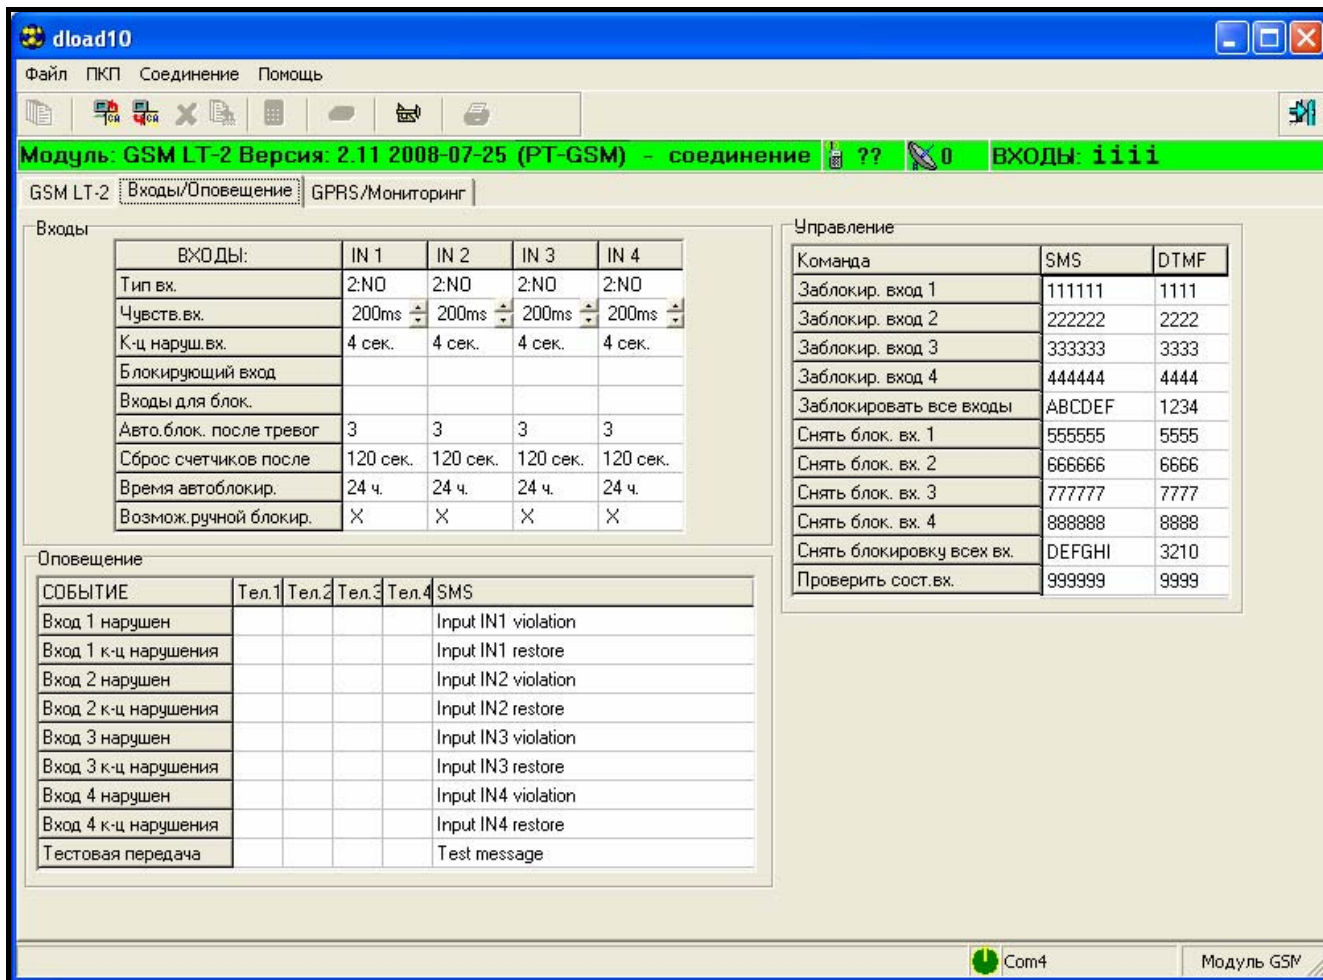 dload10
Файл ПКП Соединение Помощь
Модуль: GSM LT-2 Версия: 2.11 2008-07-25 (PT-GSM) - соединение ?? 0 ВХОДЫ: iiii
GSM LT-2 Входы/Оповещение GPRS/Мониторинг
Входы
ВХОДЫ: IN 1 IN 2 IN 3 IN 4
Тип вх. 2:NO 2:NO 2:NO 2:NO
Чувств.вх. 200ms 200ms 200ms 200ms
К-ц наруш.вх. 4 сек. 4 сек. 4 сек. 4 сек.
Блокирующий вход
Входы для блок.
Авто.блок. после тревог 3 3 3 3
Сброс счетчиков после 120 сек. 120 сек. 120 сек. 120 сек.
Время автоблокир. 24 ч. 24 ч. 24 ч. 24 ч.
Возмож.ручной блокир. X X X X
Оповещение
СОБЫТИЕ Тел.1 Тел.2 Тел.3 Тел.4 SMS
Вход 1 нарушен Input IN1 violation
Вход 1 к-ц нарушения Input IN1 restore
Вход 2 нарушен Input IN2 violation
Вход 2 к-ц нарушения Input IN2 restore
Вход 3 нарушен Input IN3 violation
Вход 3 к-ц нарушения Input IN3 restore
Вход 4 нарушен Input IN4 violation
Вход 4 к-ц нарушения Input IN4 restore
Тестовая передача Test message
Управление
Команда SMS DTMF
Заблокир. вход 1 111111 1111
Заблокир. вход 2 222222 2222
Заблокир. вход 3 333333 3333
Заблокир. вход 4 444444 4444
Заблокировать все входы ABCDEF 1234
Снять блок. вх. 1 555555 5555
Снять блок. вх. 2 666666 6666
Снять блок. вх. 3 777777 7777
Снять блок. вх. 4 888888 8888
Снять блокировку всех вх. DEFGHI 3210
Проверить сост.вх. 999999 9999
Com4 Модуль GSM